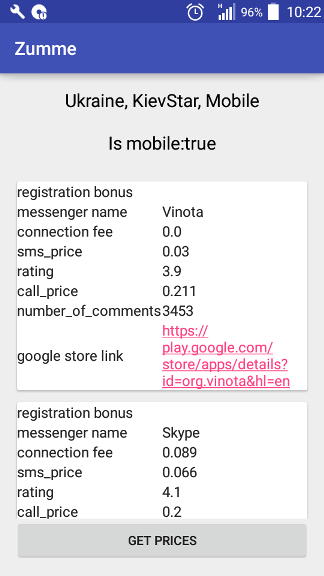 96% 10:22
Zumme
Ukraine, KievStar, Mobile
Is mobile:true
registration bonus
messenger name Vinota
connection fee 0.0
sms_price 0.03
rating 3.9
call_price 0.211
number_of_comments 3453
google store link https://
play.google.com/
store/apps/details?
id=org.vinota&hl=en
registration bonus
messenger name Skype
connection fee 0.089
sms_price 0.066
rating 4.1
call_price 0.2
GET PRICES